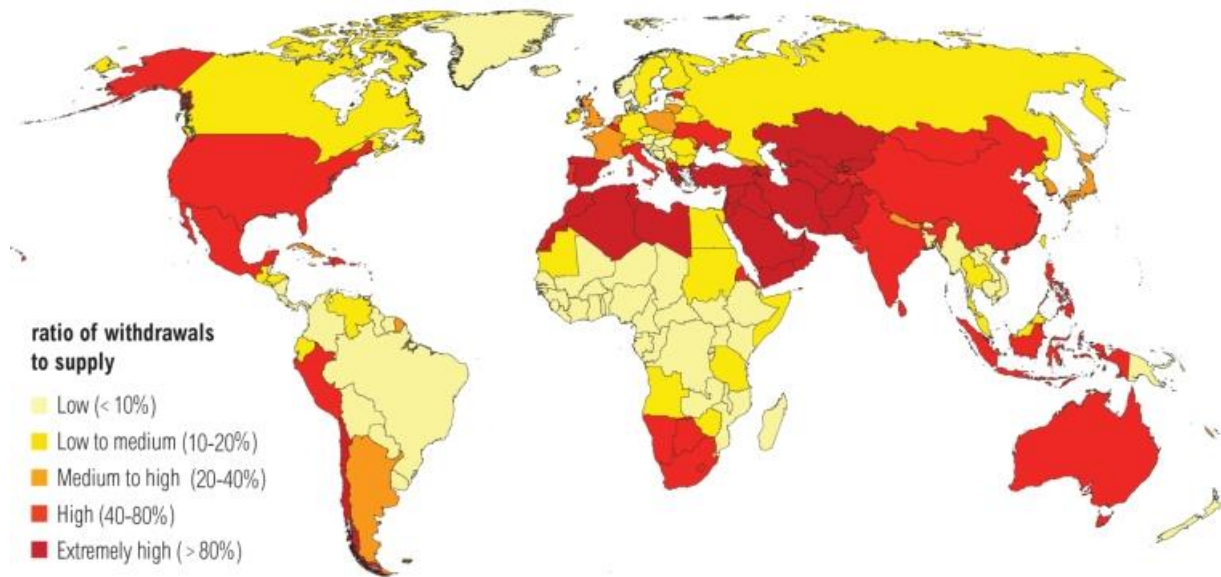 ratio of withdrawals
to supply
Low (< 10%)
Low to medium (10-20%)
Medium to high (20-40%)
High (40-80%)
Extremely high (> 80%)